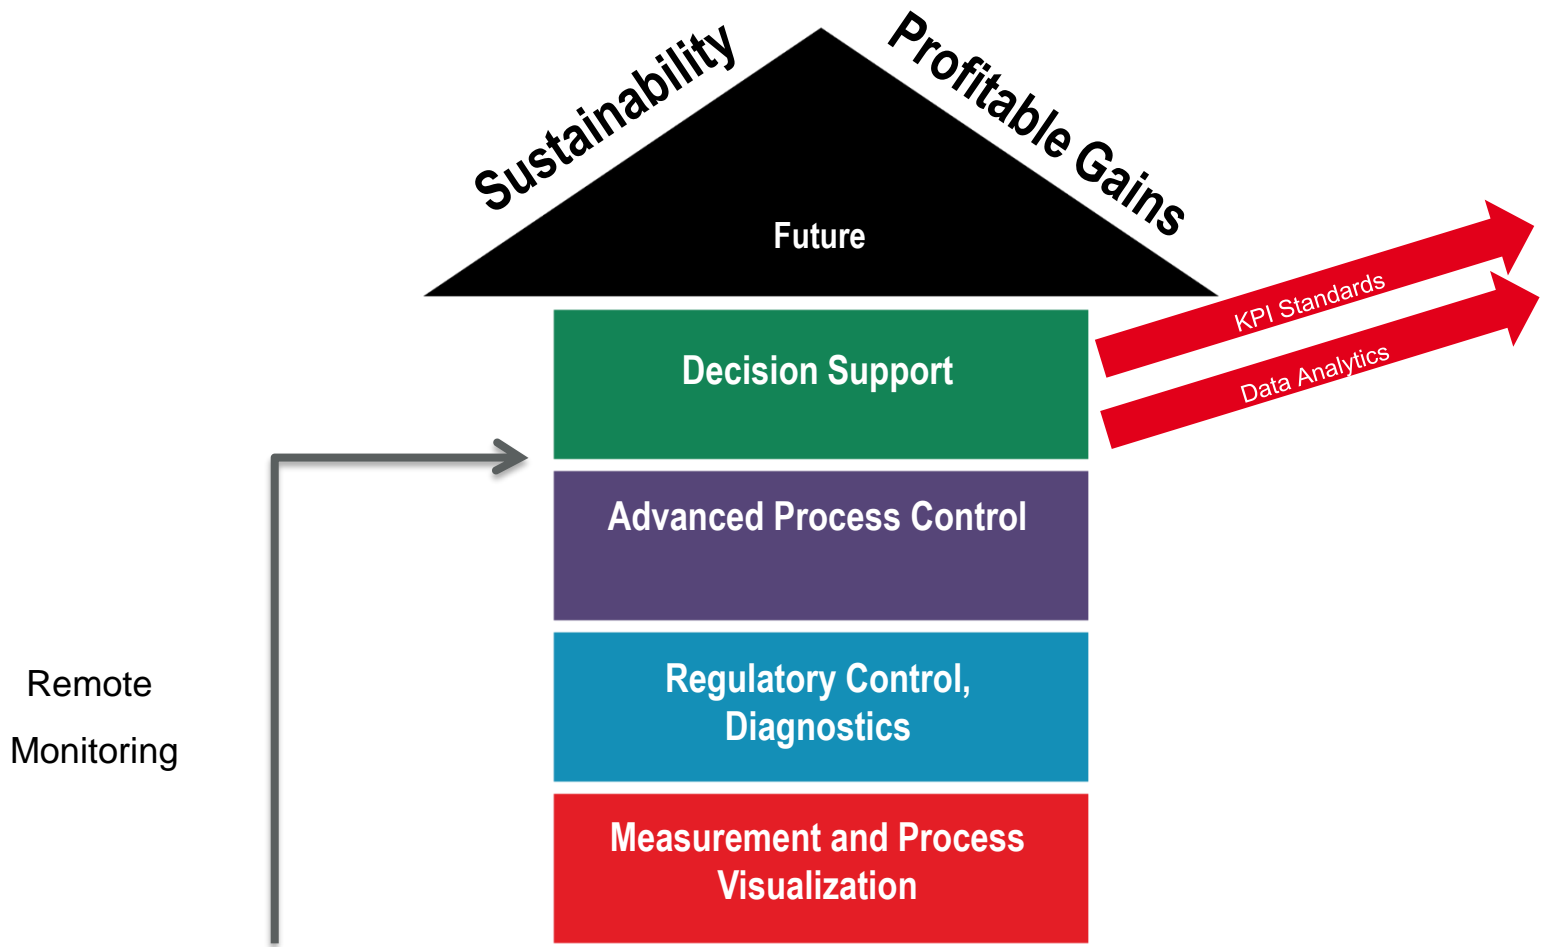 Sustainability
Profitable Gains
Future
KPI Standards
Decision Support
Data Analytics
Advanced Process Control
Remote
Monitoring
Regulatory Control,
Diagnostics
Measurement and Process
Visualization